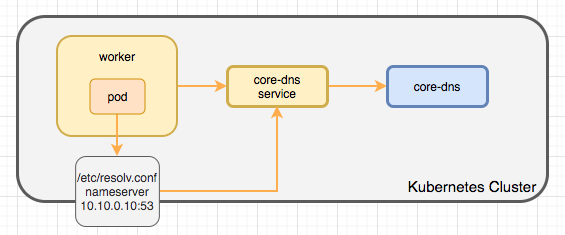 worker
pod
core-dns
service
core-dns
/etc/resolv.conf
nameserver
10.10.0.10:53
Kubernetes Cluster